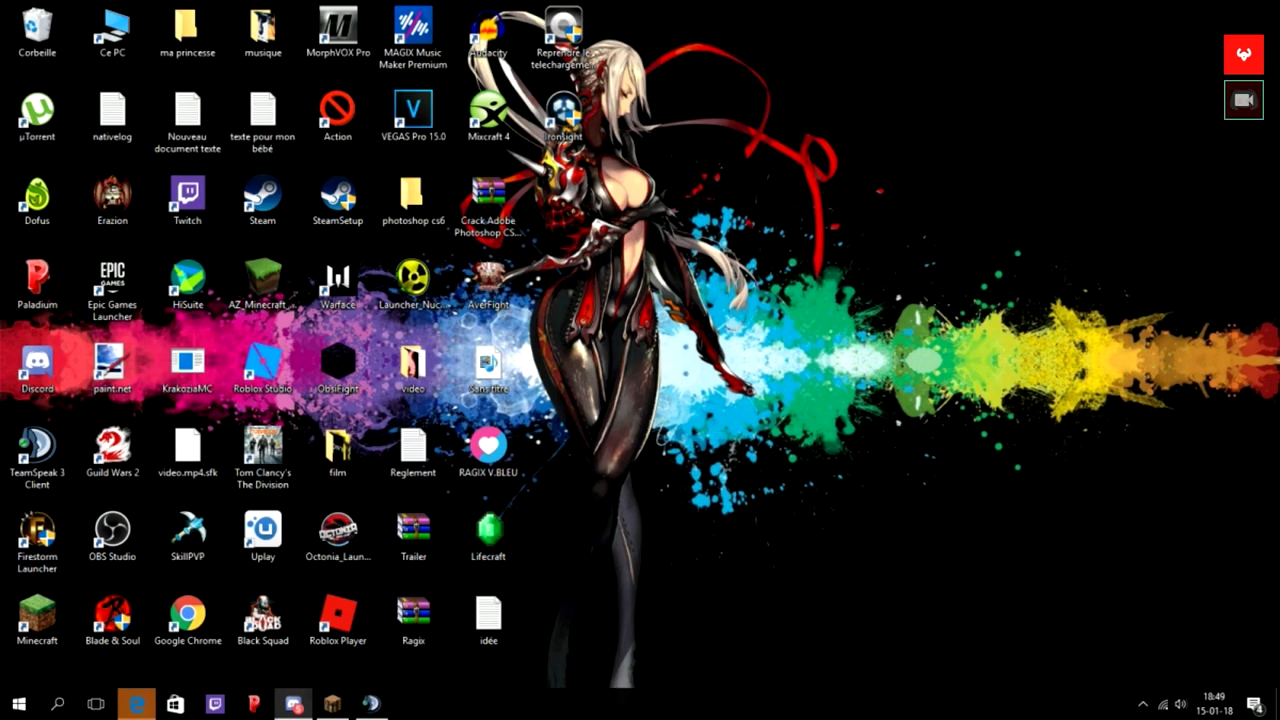 Corbeille
Ce PC
ma princesse
musique
MorphVOX Pro
MAGIX Music
Maker Premium
Audacity
Reprendre le
telechargeme...
µTorrent
nativelog
Nouveau
document texte
texte pour mon
bébé
Action
VEGAS Pro 15.0
Mixcraft 4
Ironsight
Dofus
Erazion
Twitch
Steam
SteamSetup
photoshop cs6
Crack Adobe
Photoshop CS...
Paladium
EPIC
GAMES
Epic Games
Launcher
HiSuite
AZ_Minecraft_...
Warface
Launcher_Nuc...
AverFight
Discord
paint.net
KrakoziaMC
Roblox Studio
ObsiFight
video
Sans titre
TeamSpeak 3
Client
Guild Wars 2
video.mp4.sfk
Tom Clancy's
The Division
film
Reglement
RAGIX V.BLEU
Firestorm
Launcher
OBS Studio
SkillPVP
Uplay
OCTONIA
Octonia_Laun...
Trailer
Lifecraft
Minecraft
Blade & Soul
Google Chrome
BLACK SQUAD
Black Squad
Roblox Player
Ragix
idée
18:49
15-01-18
4